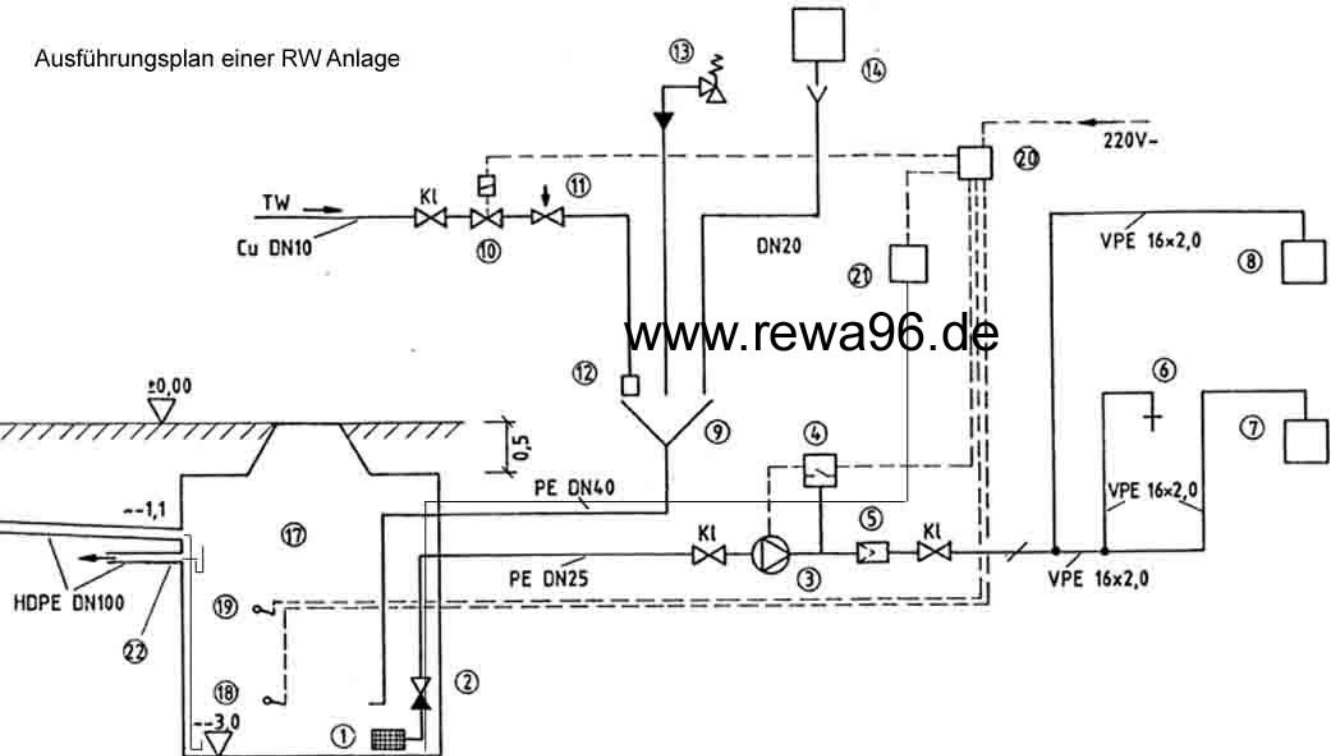 Ausführungsplan einer RW Anlage
13
14
220V~
20
TW
Kl
11
Cu DN10
10
DN20
VPE 16×2,0
8
21
www.rewa96.de
±0,00
12
9
6
4
7
0,5
PE DN40
VPE 16×2,0
~-1,1
17
Kl
5
Kl
PE DN25
3
VPE 16×2,0
HDPE DN100
19
22
18
2
~-3,0
1